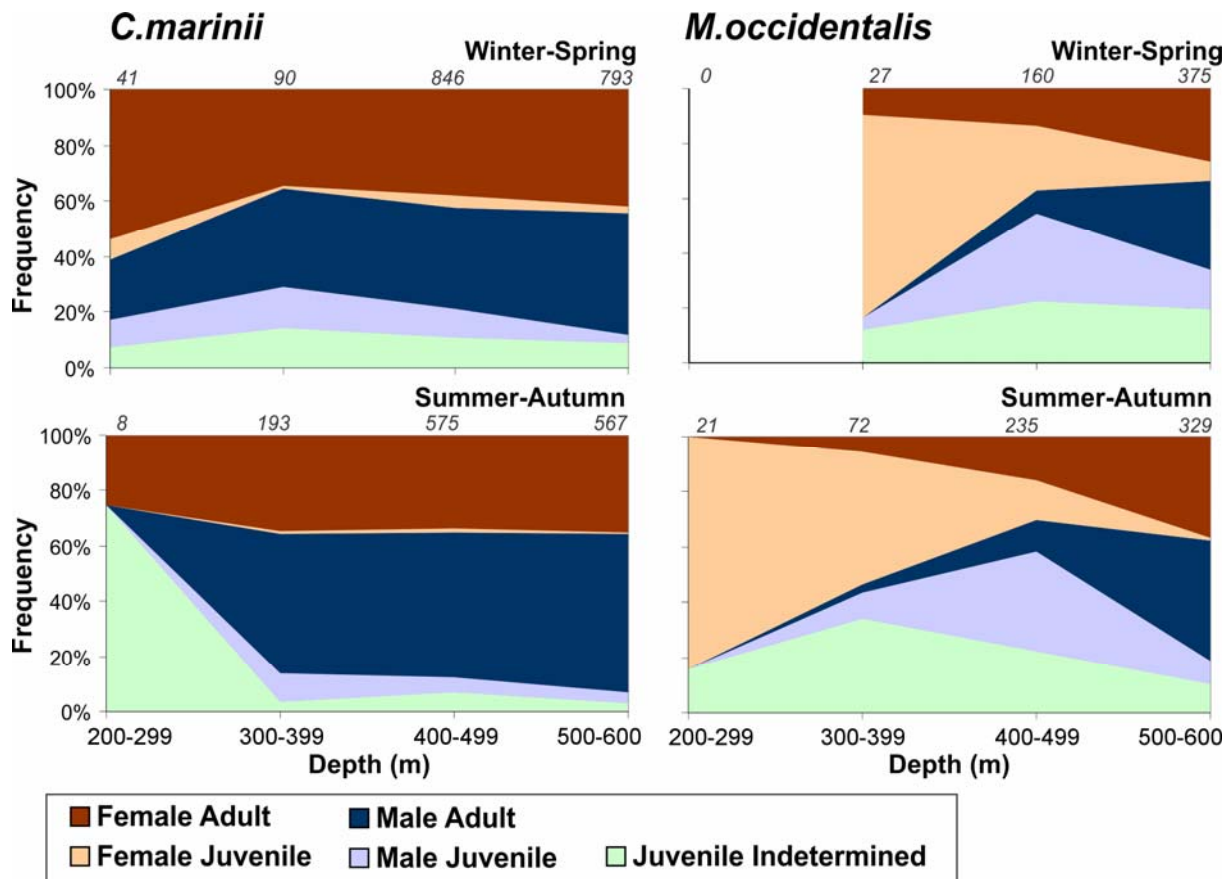 C.marinii
M.occidentalis
Winter-Spring
Winter-Spring
41 90 846 793
0 27 160 375
100%
80%
60%
40%
20%
0%
Frequency
Summer-Autumn
Summer-Autumn
8 193 575 567
21 72 235 329
100%
80%
60%
40%
20%
0%
Frequency
200-299 300-399 400-499 500-600
200-299 300-399 400-499 500-600
Depth (m)
Depth (m)
Female Adult Male Adult
Female Juvenile Male Juvenile Juvenile Indetermined